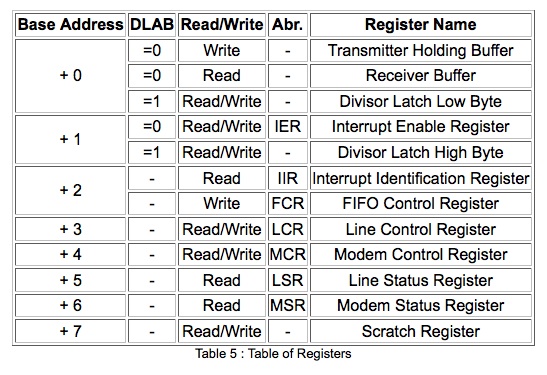 Base Address DLAB Read/Write Abr. Register Name
+ 0 =0 Write - Transmitter Holding Buffer
=0 Read - Receiver Buffer
=1 Read/Write - Divisor Latch Low Byte
+ 1 =0 Read/Write IER Interrupt Enable Register
=1 Read/Write - Divisor Latch High Byte
+ 2 - Read IIR Interrupt Identification Register
- Write FCR FIFO Control Register
+ 3 - Read/Write LCR Line Control Register
+ 4 - Read/Write MCR Modem Control Register
+ 5 - Read LSR Line Status Register
+ 6 - Read MSR Modem Status Register
+ 7 - Read/Write - Scratch Register
Table 5 : Table of Registers